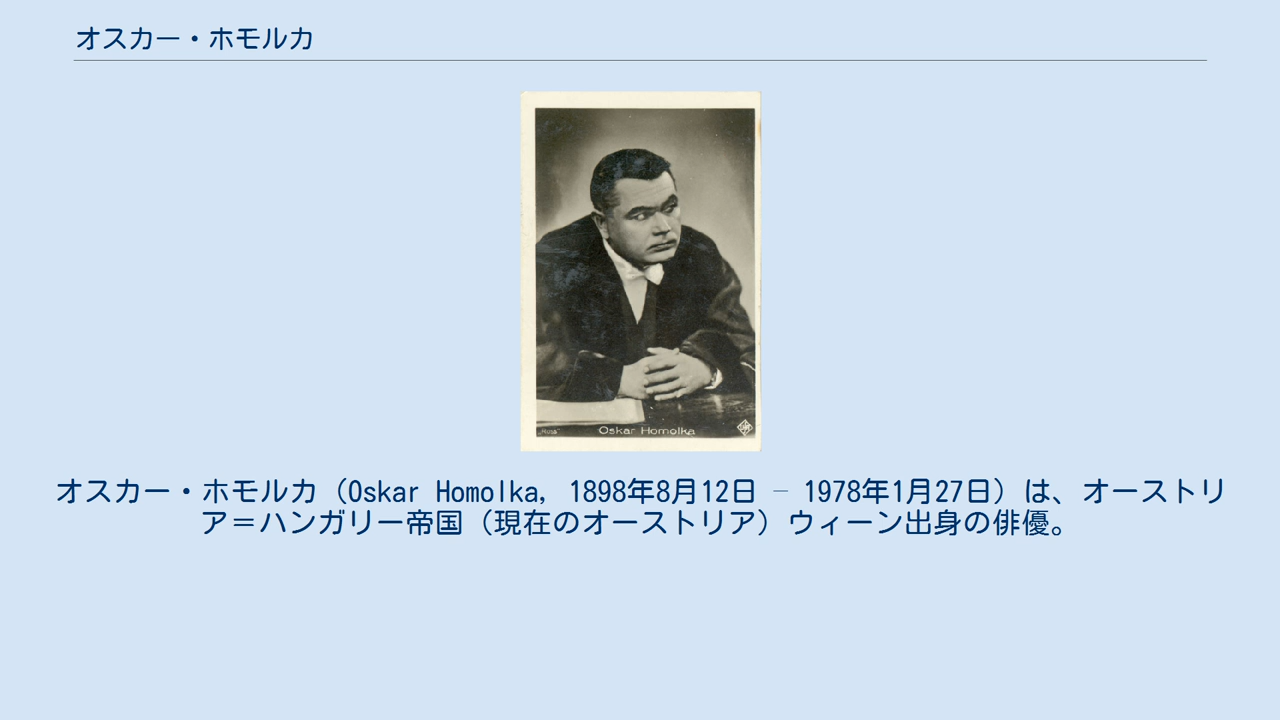 オスカー・ホモルカ
Oskar Homolka
オスカー・ホモルカ（Oskar Homolka, 1898年8月12日 – 1978年1月27日）は、オーストリ
ア＝ハンガリー帝国（現在のオーストリア）ウィーン出身の俳優。